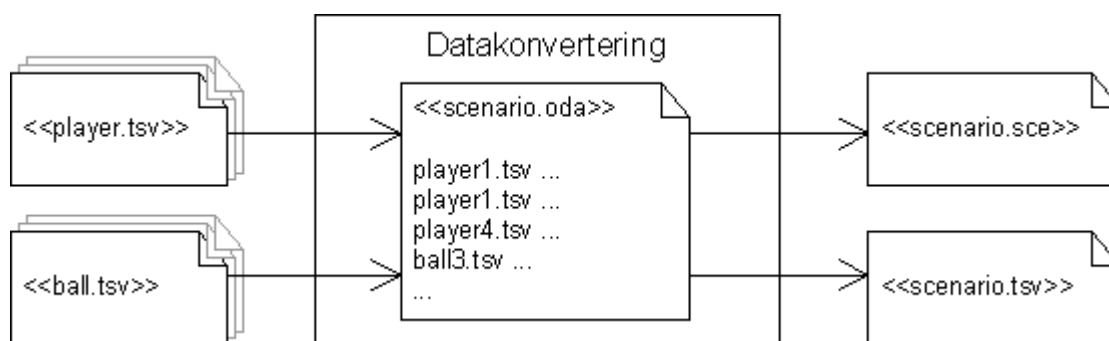 Datakonvertering
<<player.tsv>>
<<ball.tsv>>
<<scenario.oda>>
player1.tsv ...
player1.tsv ...
player4.tsv ...
ball3.tsv ...
...
<<scenario.sce>>
<<scenario.tsv>>